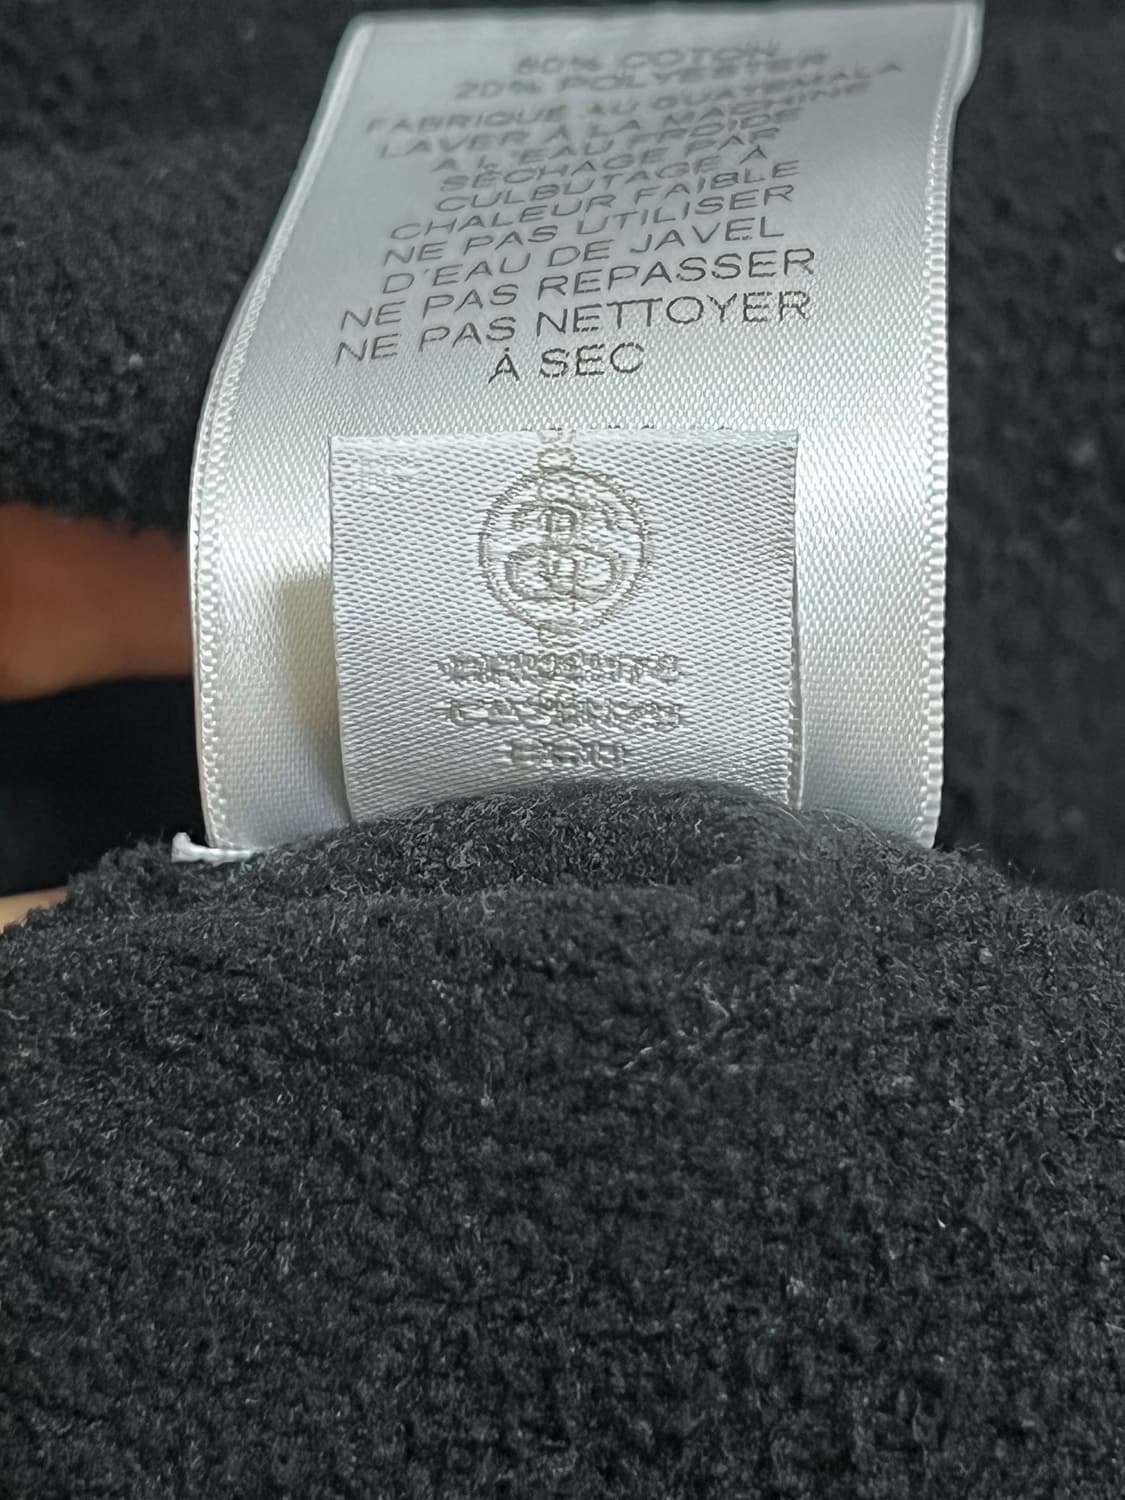 80% COTON
20% POLYESTER
FABRIQUE AU GUATEMALA
LAVER À LA MACHINE
À L'EAU FROIDE
SÉCHAGE PAR
CULBUTAGE À
CHALEUR FAIBLE
NE PAS UTILISER
D'EAU DE JAVEL
NE PAS REPASSER
NE PAS NETTOYER
À SEC